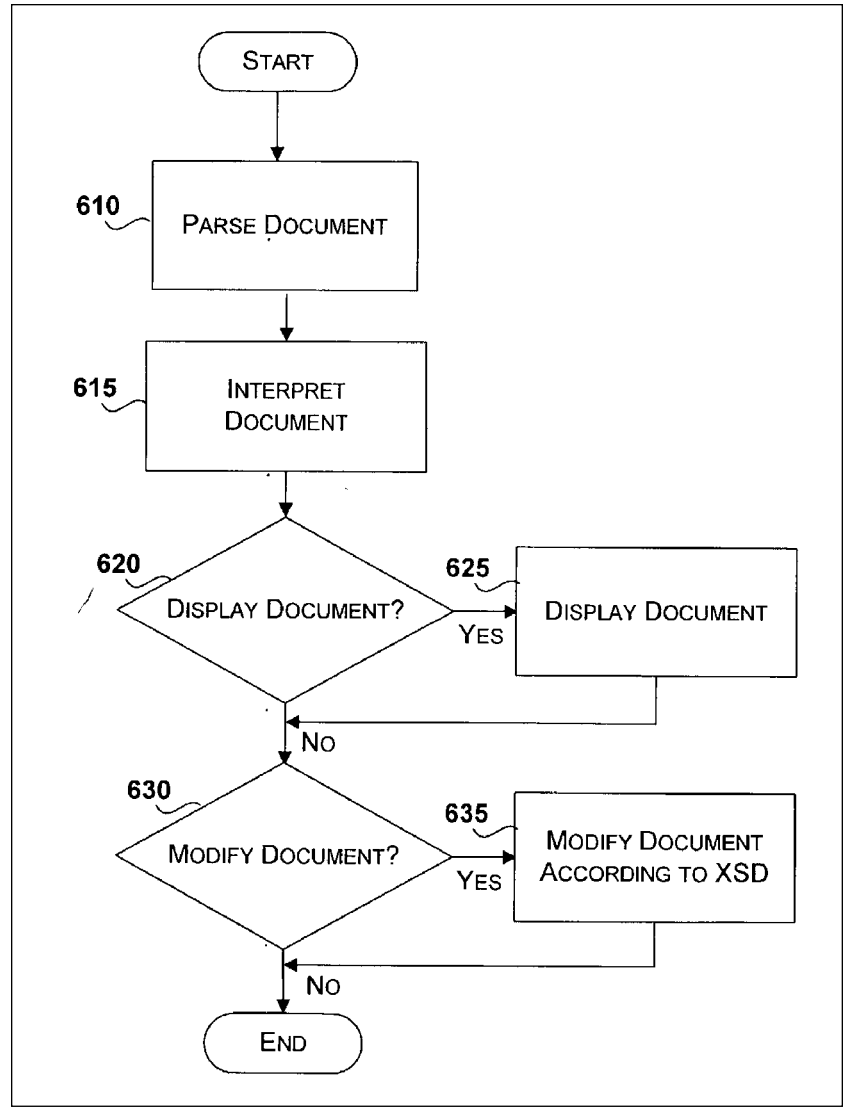 START
610
PARSE DOCUMENT
615
INTERPRET
DOCUMENT
620
DISPLAY DOCUMENT?
YES
625
DISPLAY DOCUMENT
NO
630
MODIFY DOCUMENT?
YES
635
MODIFY DOCUMENT
ACCORDING TO XSD
NO
END